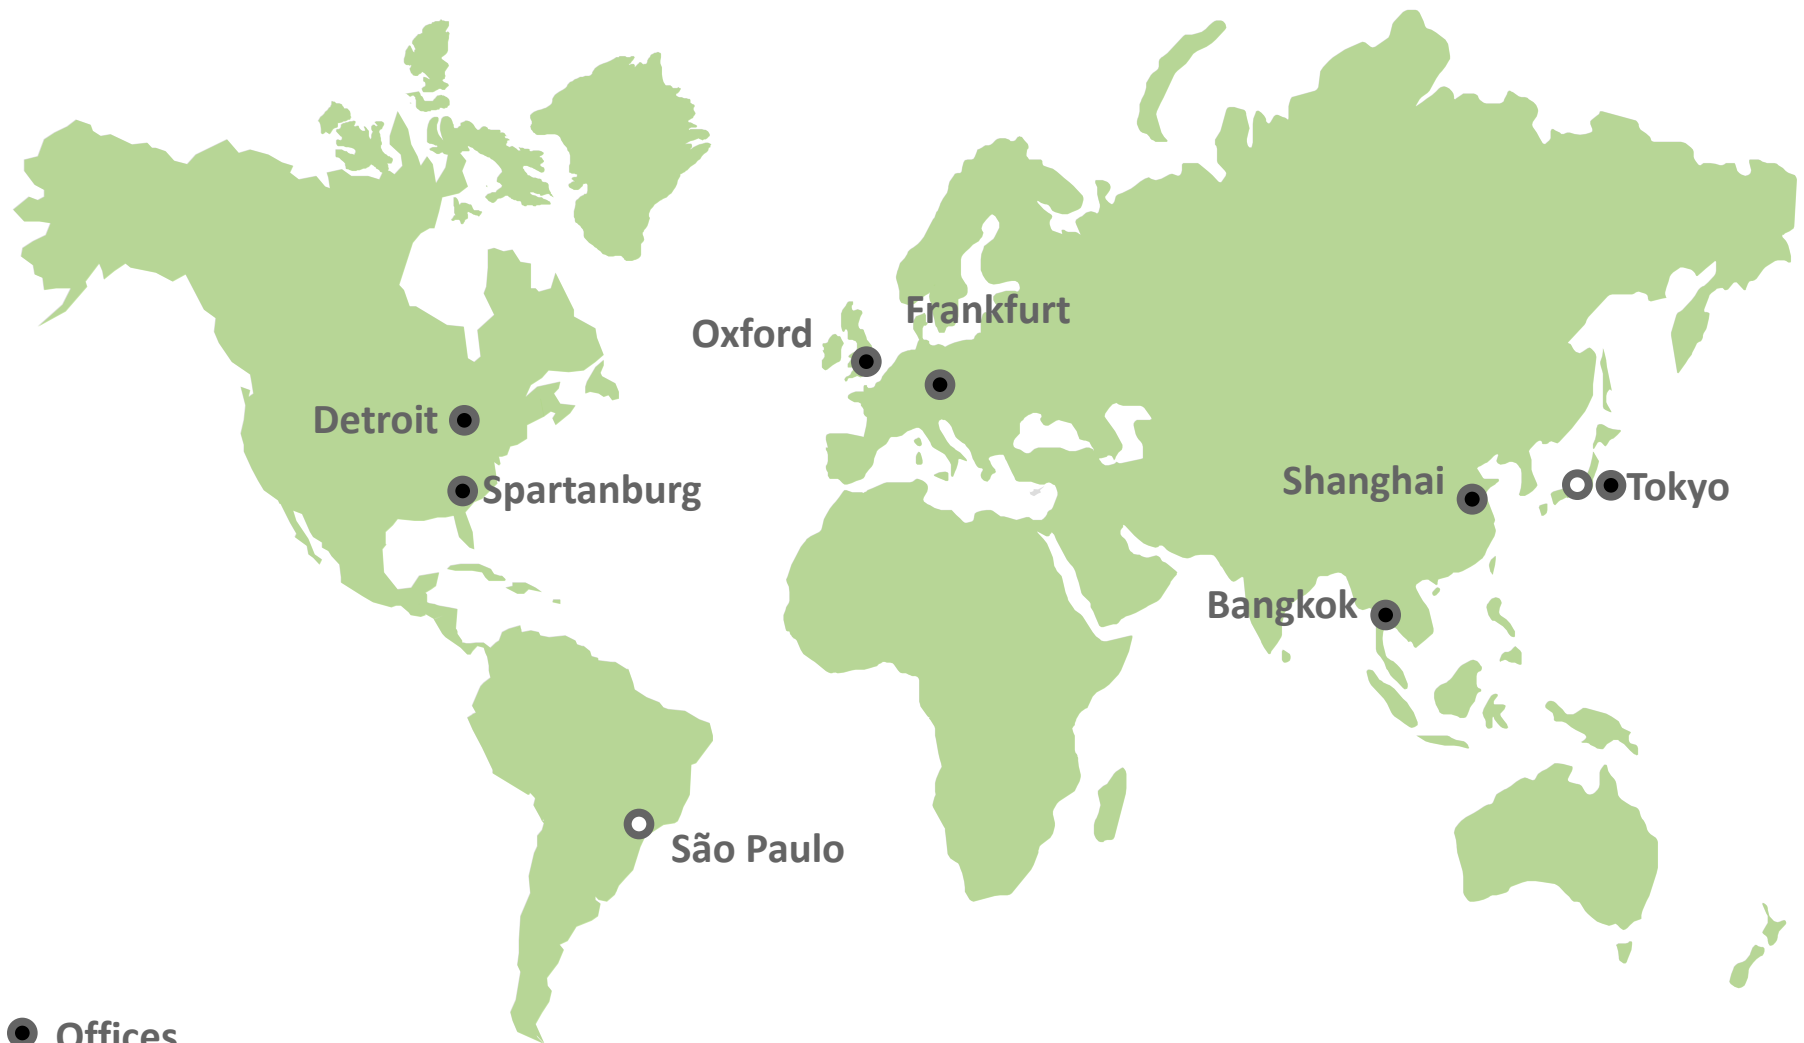 Frankfurt
Oxford
Detroit
Spartanburg
Shanghai
Tokyo
Bangkok
São Paulo
Offices